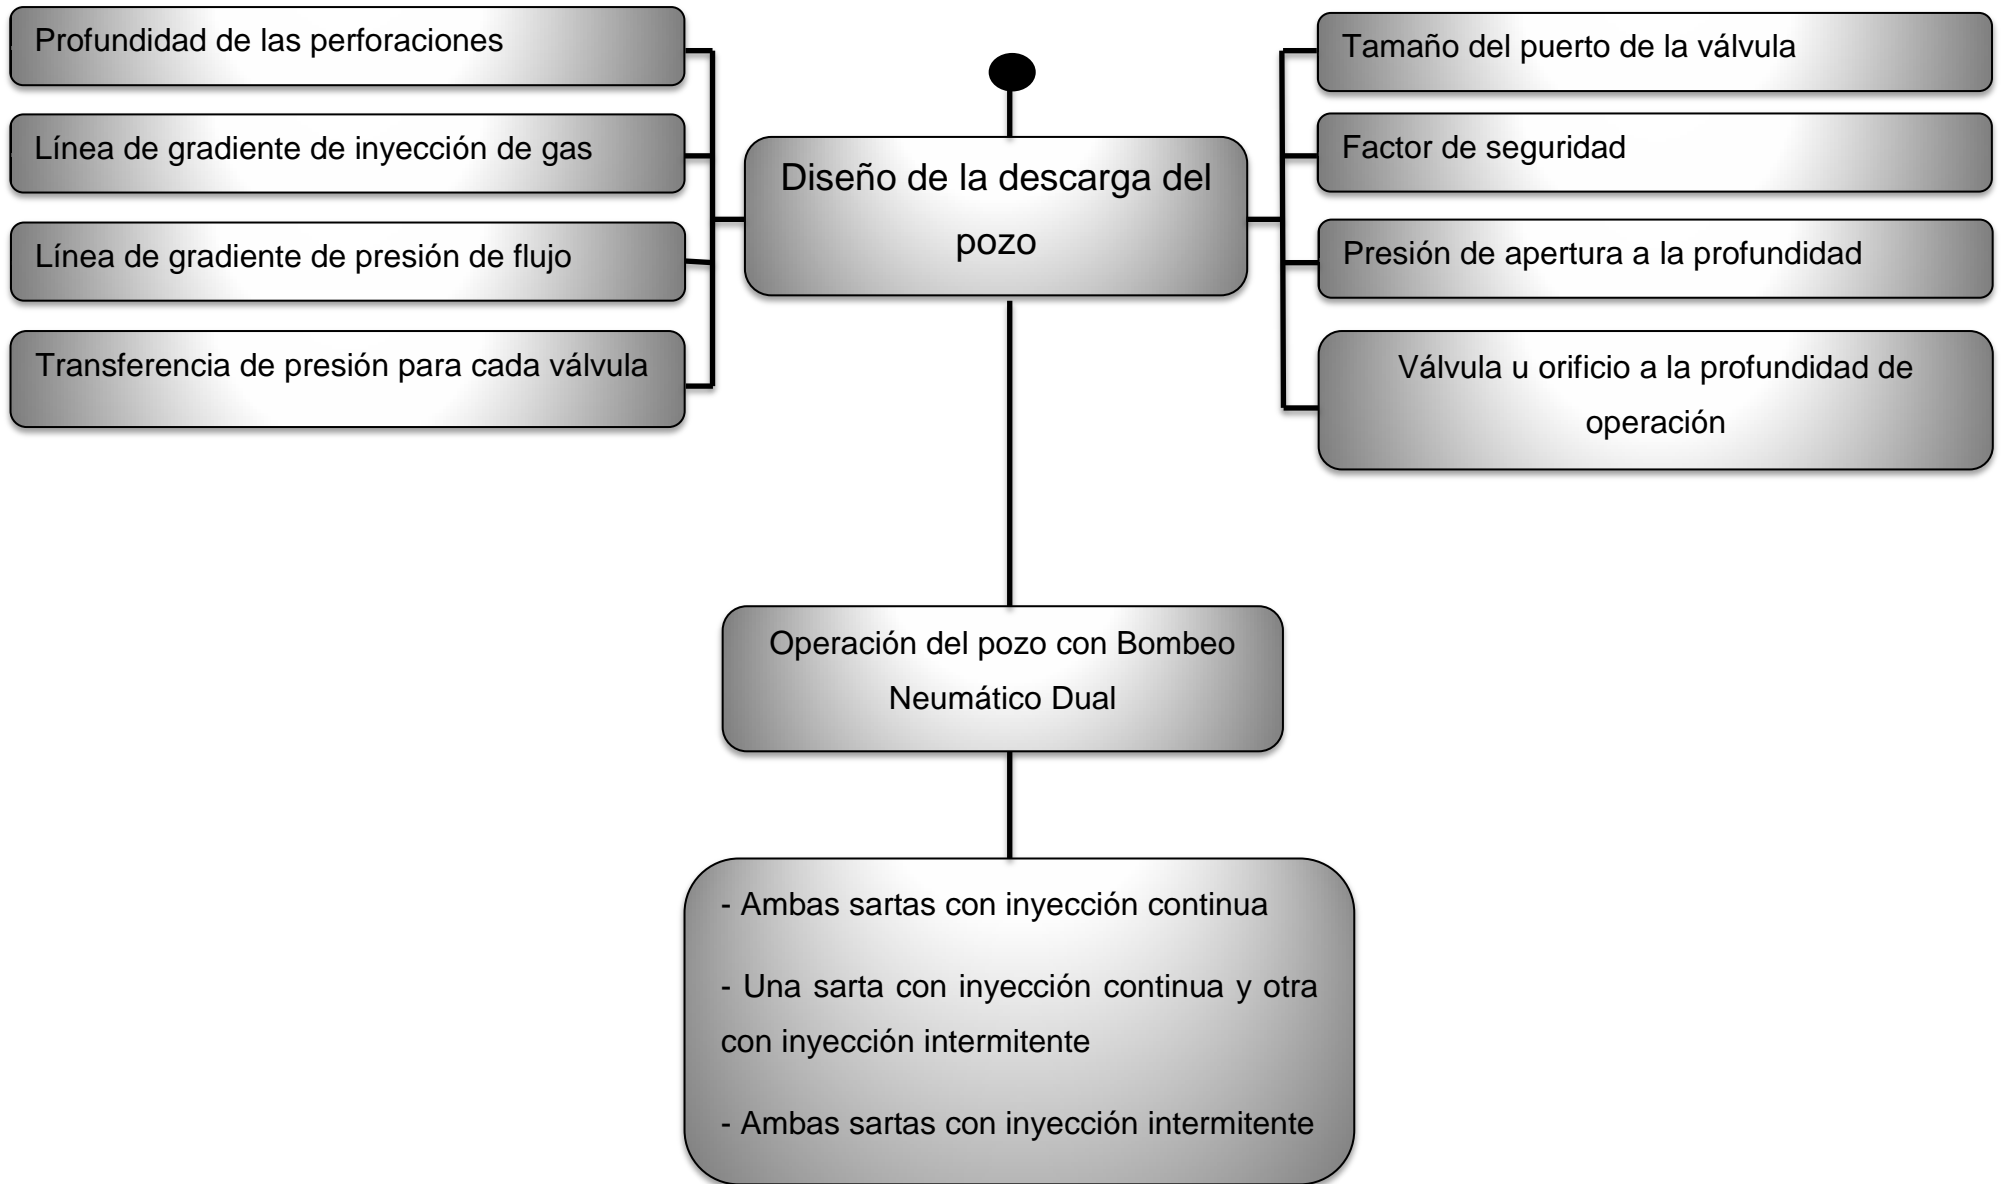 Profundidad de las perforaciones
Línea de gradiente de inyección de gas
Línea de gradiente de presión de flujo
Transferencia de presión para cada válvula
Diseño de la descarga del
pozo
Tamaño del puerto de la válvula
Factor de seguridad
Presión de apertura a la profundidad
Válvula u orificio a la profundidad de
operación
Operación del pozo con Bombeo
Neumático Dual
- Ambas sartas con inyección continua
- Una sarta con inyección continua y otra
con inyección intermitente
- Ambas sartas con inyección intermitente